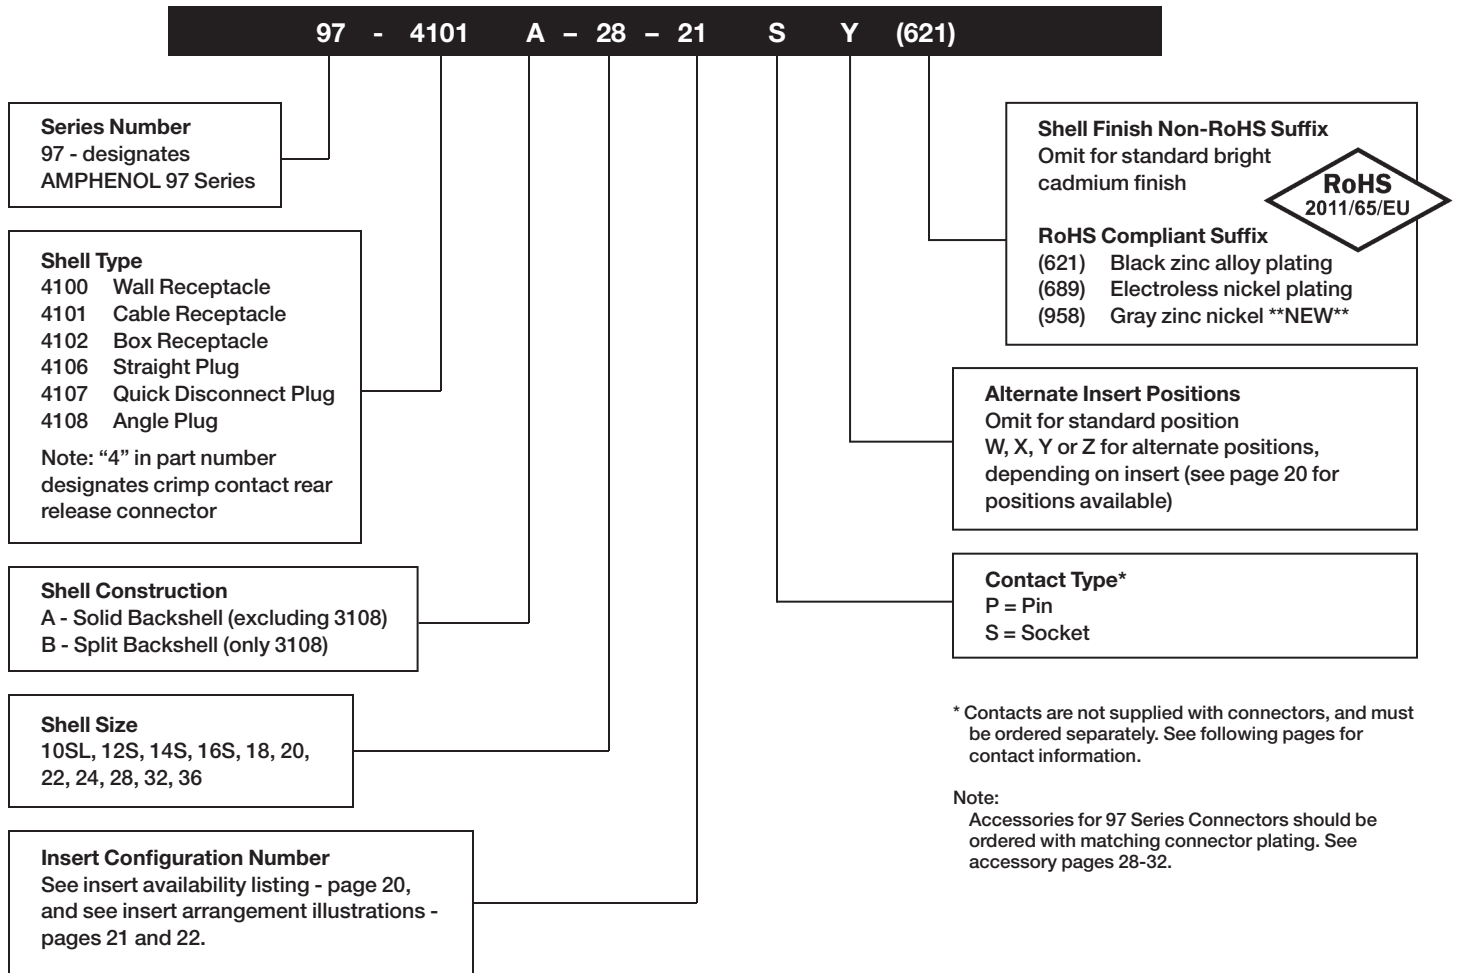 97 - 4101 A – 28 – 21 S Y (621)
Series Number
97 - designates
AMPHENOL 97 Series
Shell Type
4100 Wall Receptacle
4101 Cable Receptacle
4102 Box Receptacle
4106 Straight Plug
4107 Quick Disconnect Plug
4108 Angle Plug
Note: “4” in part number
designates crimp contact rear
release connector
Shell Construction
A - Solid Backshell (excluding 3108)
B - Split Backshell (only 3108)
Shell Size
10SL, 12S, 14S, 16S, 18, 20,
22, 24, 28, 32, 36
Insert Configuration Number
See insert availability listing - page 20,
and see insert arrangement illustrations -
pages 21 and 22.
Shell Finish Non-RoHS Suffix
Omit for standard bright
cadmium finish
RoHS
2011/65/EU
RoHS Compliant Suffix
(621) Black zinc alloy plating
(689) Electroless nickel plating
(958) Gray zinc nickel **NEW**
Alternate Insert Positions
Omit for standard position
W, X, Y or Z for alternate positions,
depending on insert (see page 20 for
positions available)
Contact Type*
P = Pin
S = Socket
* Contacts are not supplied with connectors, and must
be ordered separately. See following pages for
contact information.
Note:
Accessories for 97 Series Connectors should be
ordered with matching connector plating. See
accessory pages 28-32.